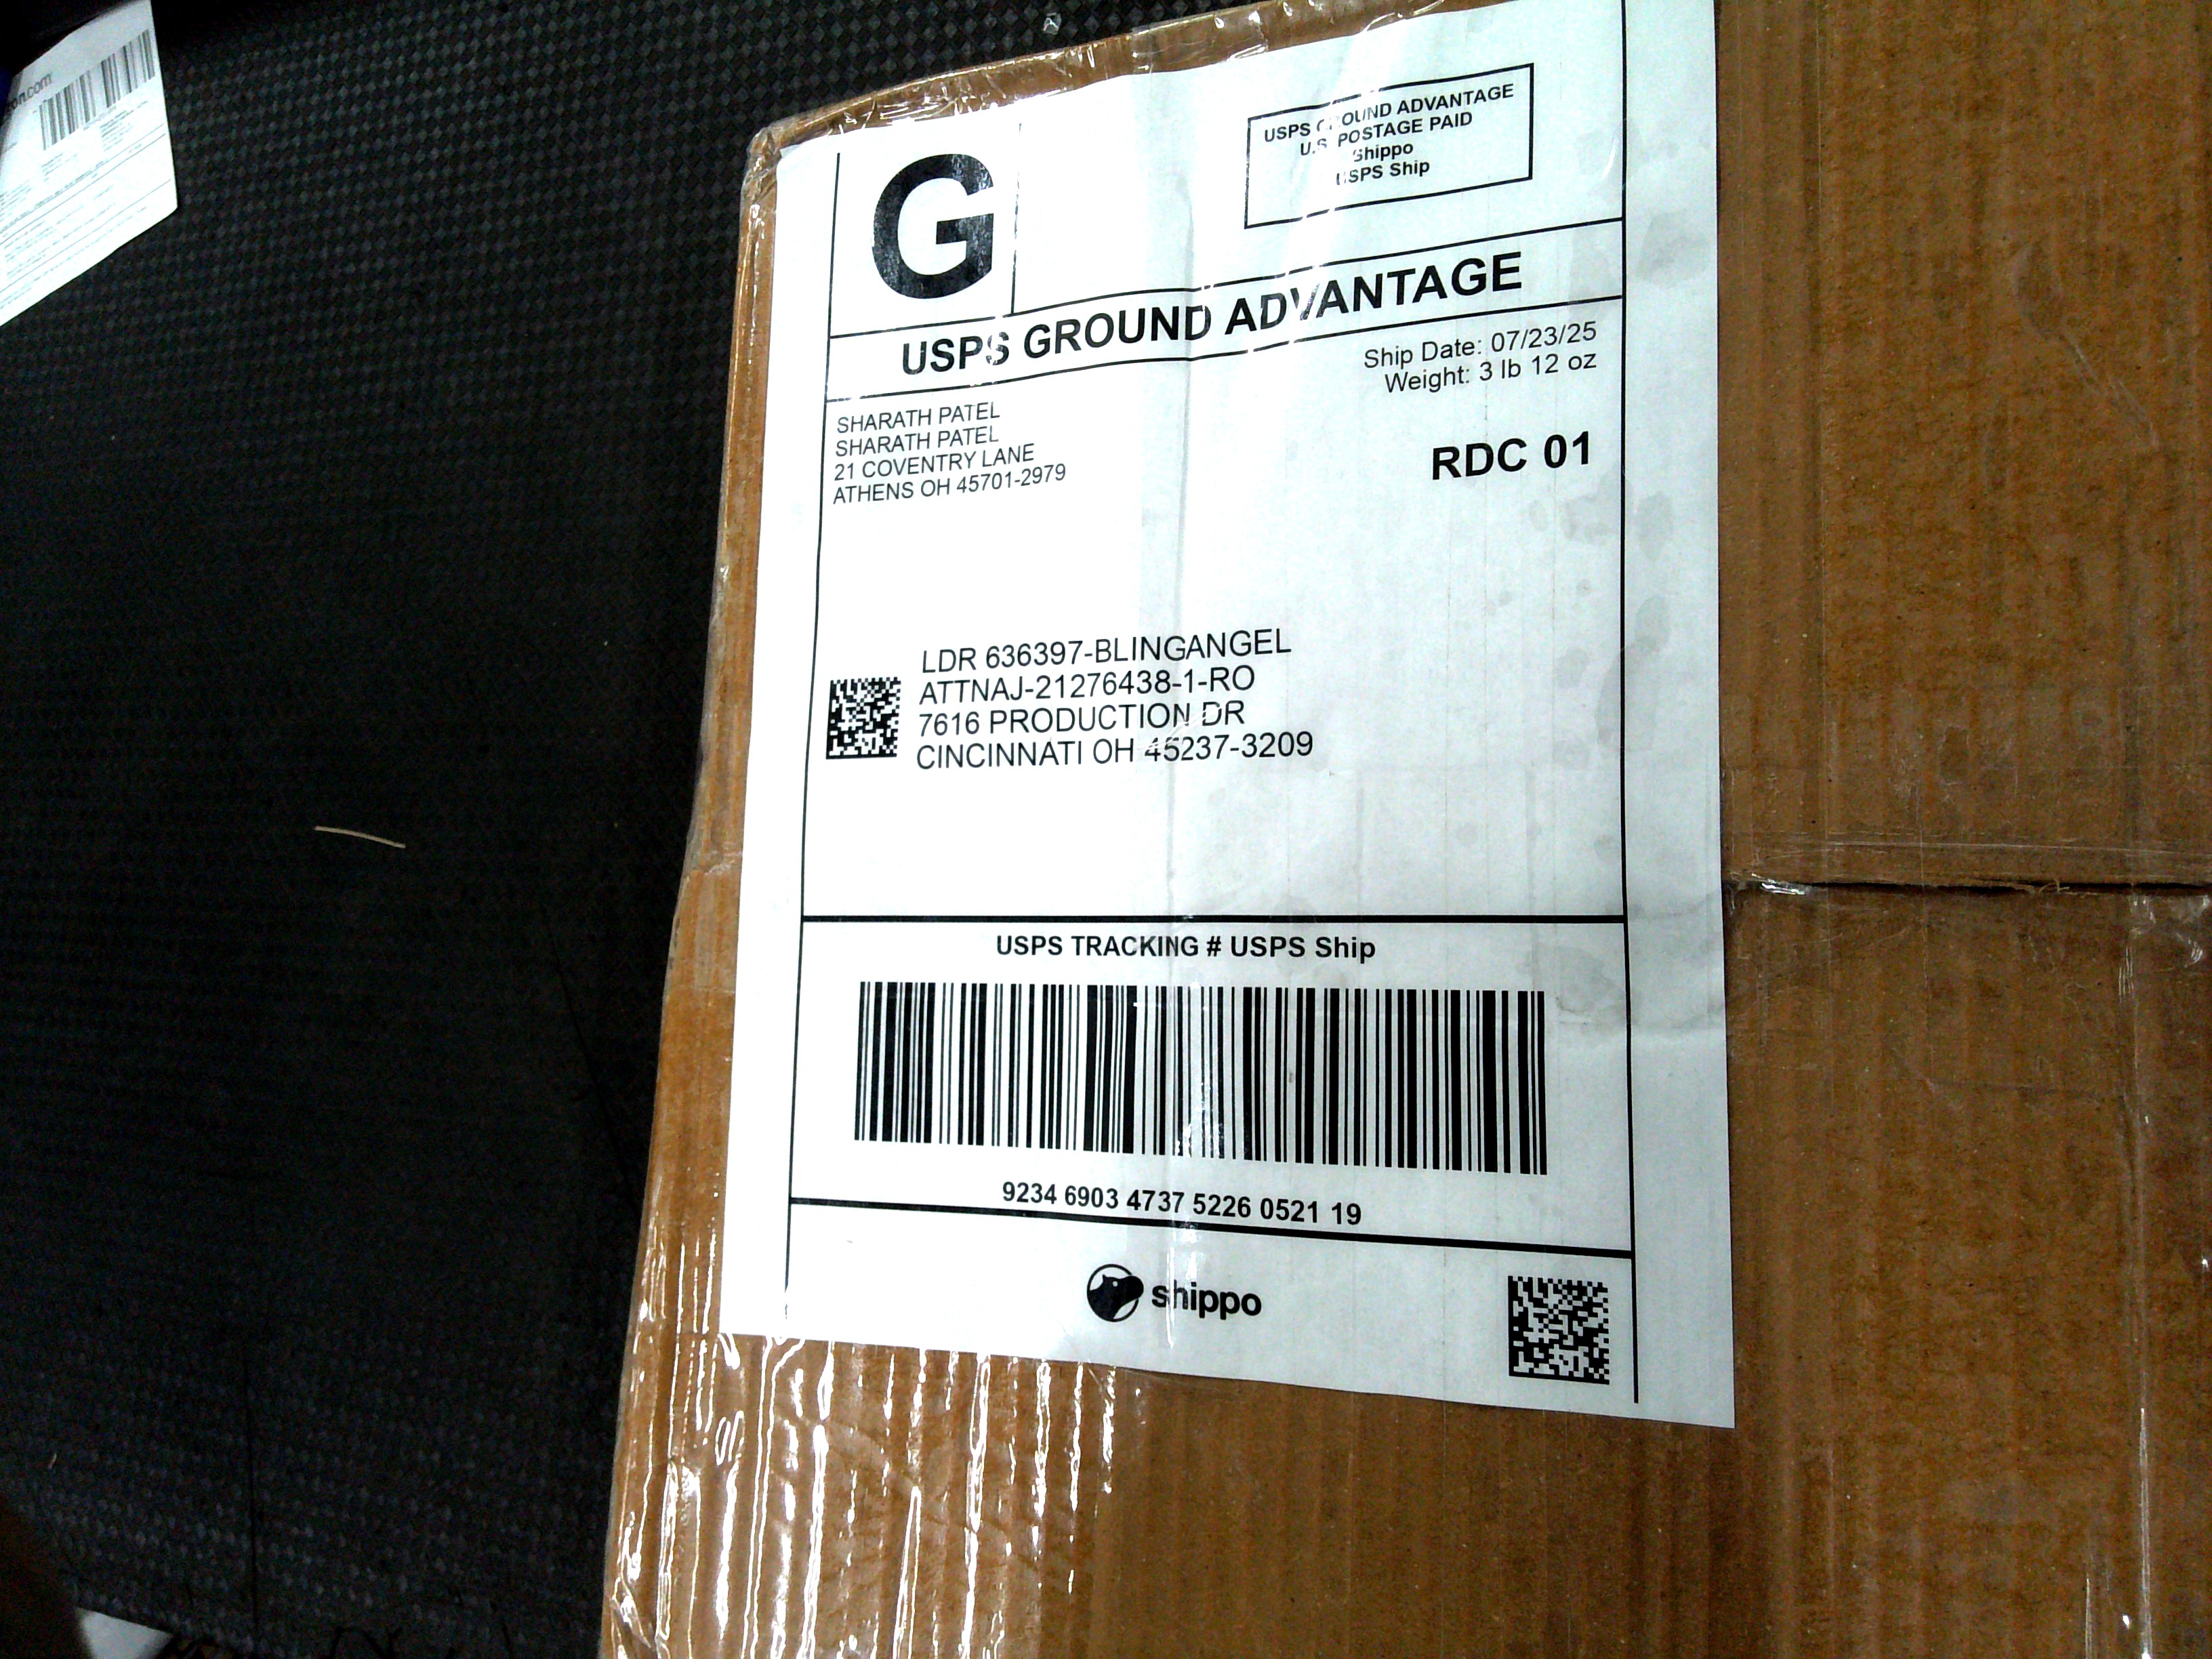 on.com
G
USPS GROUND ADVANTAGE
U.S. POSTAGE PAID
Shippo
USPS Ship
USPS GROUND ADVANTAGE
Ship Date: 07/23/25
Weight: 3 lb 12 oz
SHARATH PATEL
SHARATH PATEL
21 COVENTRY LANE
ATHENS OH 45701-2979
RDC 01
LDR 636397-BLINGANGEL
ATTNAJ-21276438-1-RO
7616 PRODUCTION DR
CINCINNATI OH 45237-3209
USPS TRACKING # USPS Ship
9234 6903 4737 5226 0521 19
shippo